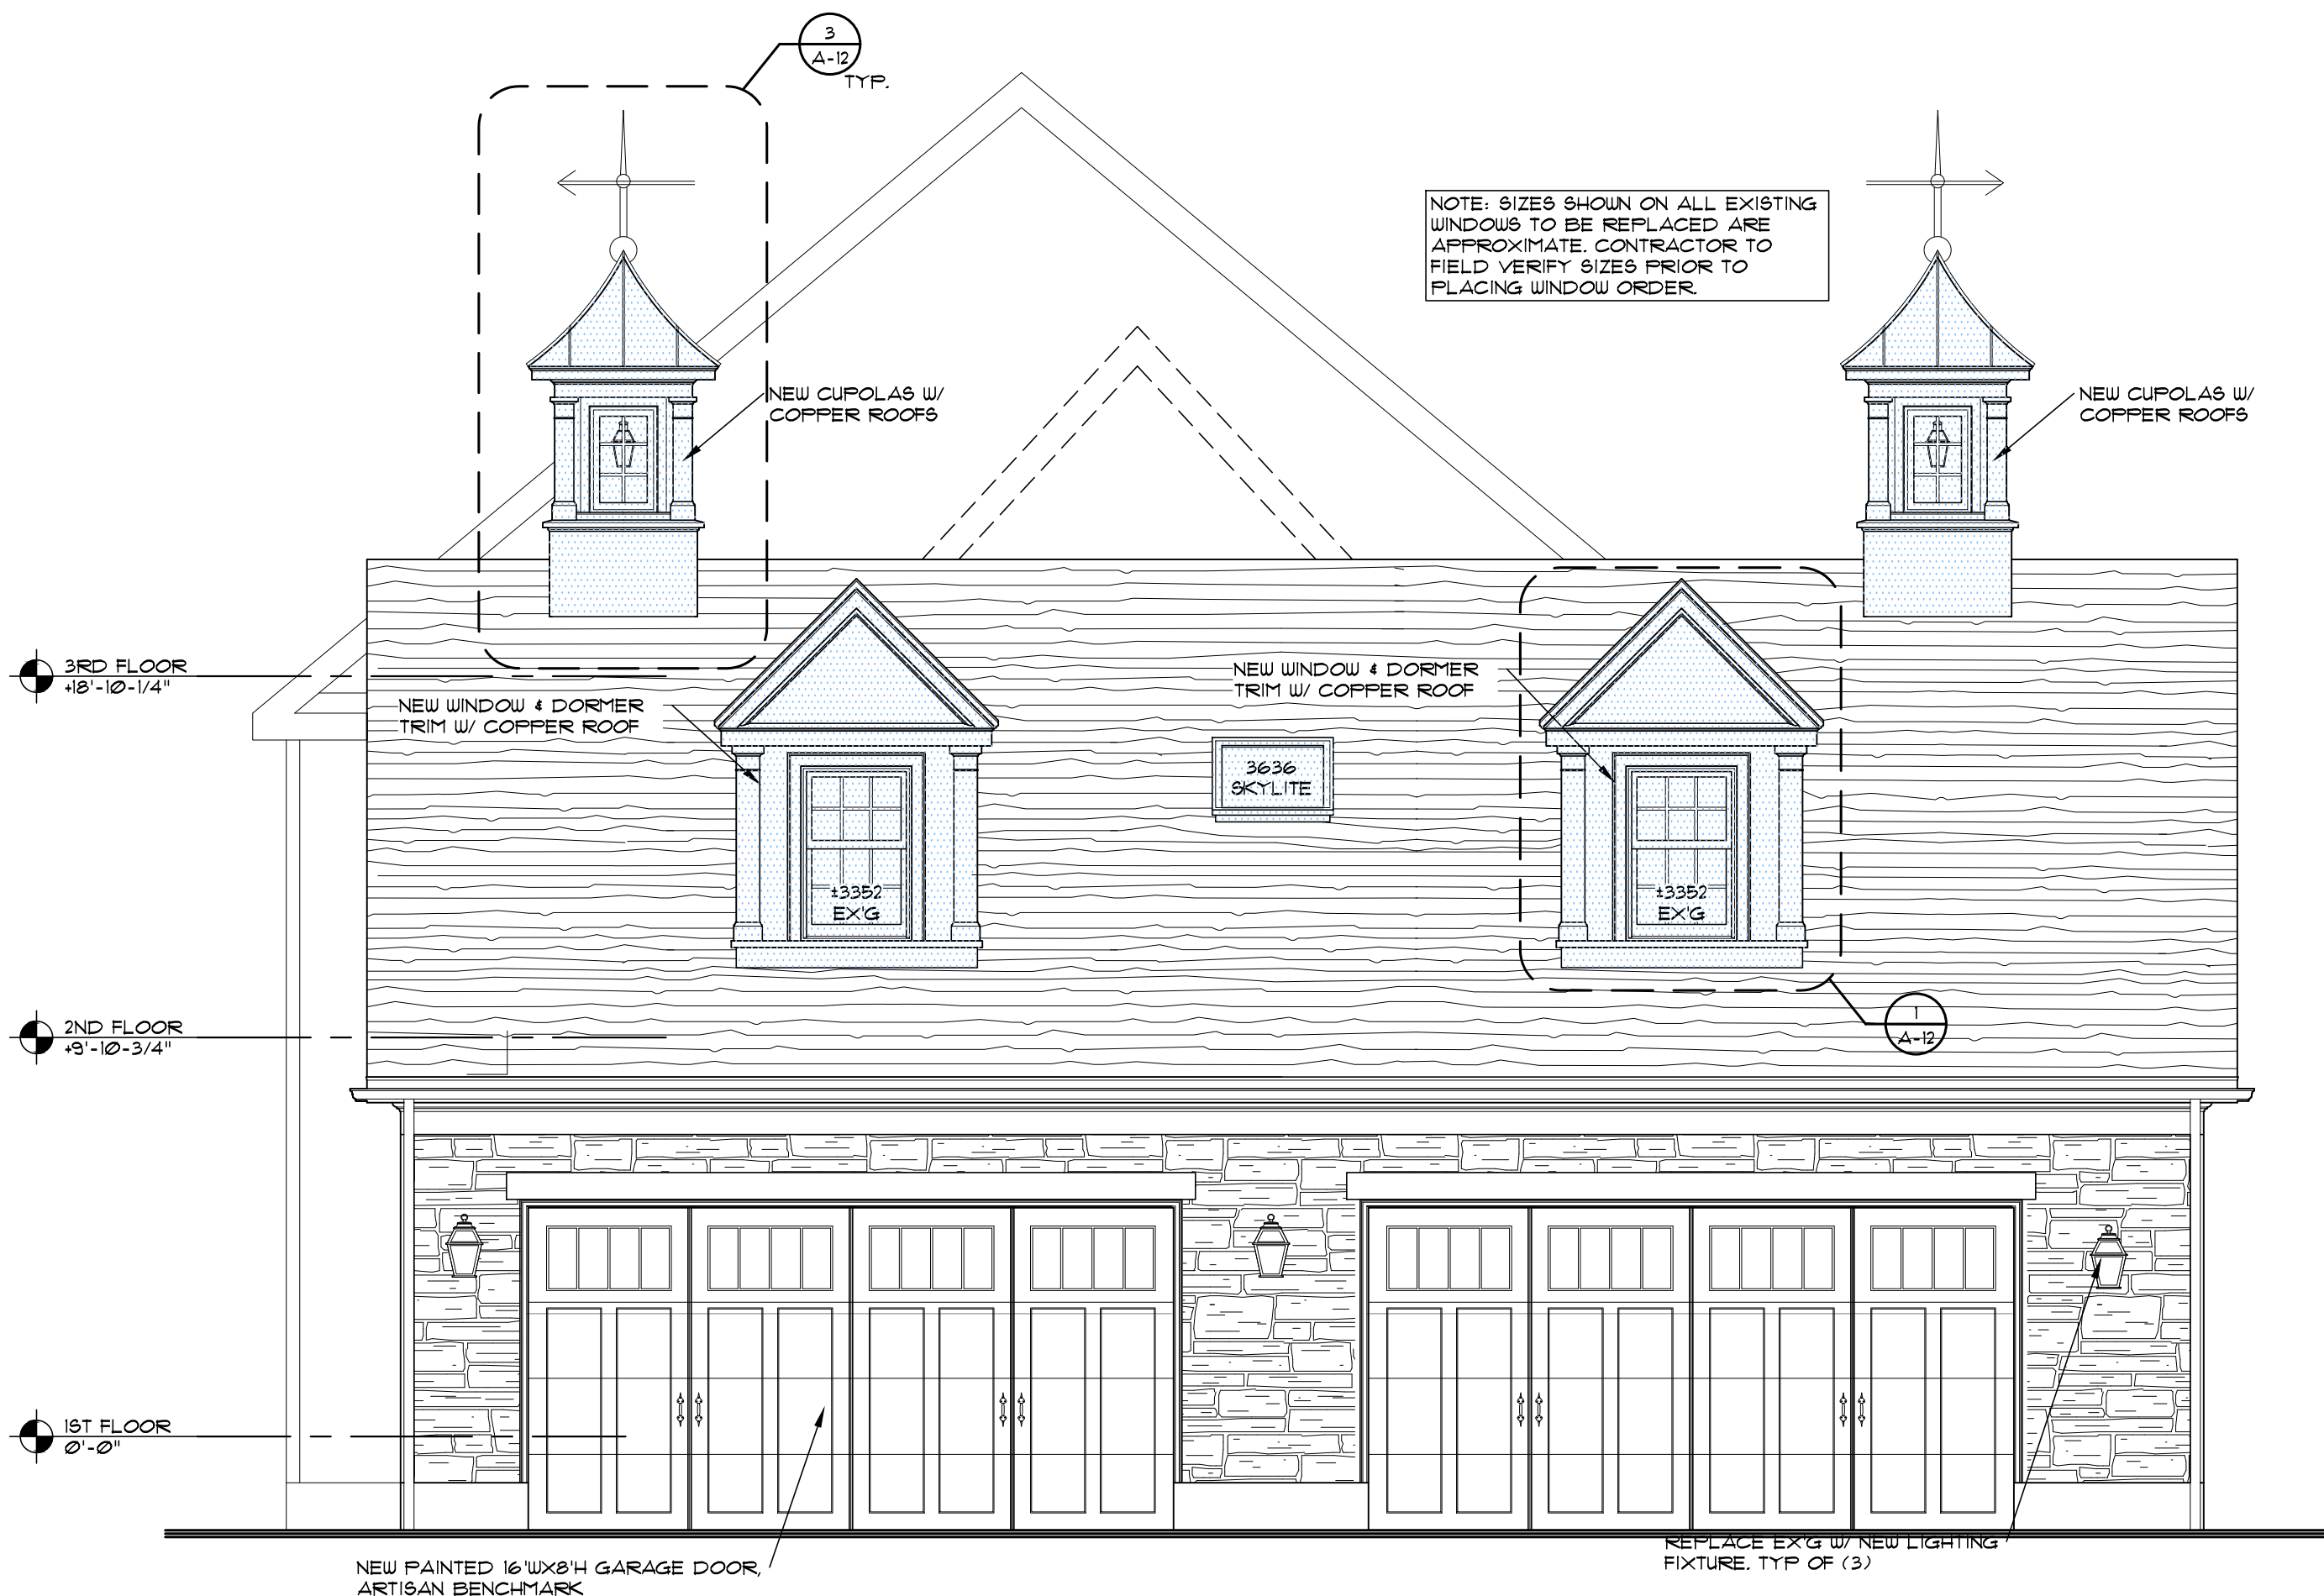 3
A-12
TYP.
NOTE: SIZES SHOWN ON ALL EXISTING
WINDOWS TO BE REPLACED ARE
APPROXIMATE. CONTRACTOR TO
FIELD VERIFY SIZES PRIOR TO
PLACING WINDOW ORDER.
NEW CUPOLAS W/
COPPER ROOFS
NEW CUPOLAS W/
COPPER ROOFS
3RD FLOOR
+18'-10-1/4"
NEW WINDOW & DORMER
TRIM W/ COPPER ROOF
NEW WINDOW & DORMER
TRIM W/ COPPER ROOF
3636
SKYLITE
±3352
EX'G
±3352
EX'G
2ND FLOOR
+9'-10-3/4"
1
A-12
1ST FLOOR
0'-0"
NEW PAINTED 16'WX8'H GARAGE DOOR,
ARTISAN BENCHMARK
REPLACE EX'G W/ NEW LIGHTING
FIXTURE. TYP OF (3)